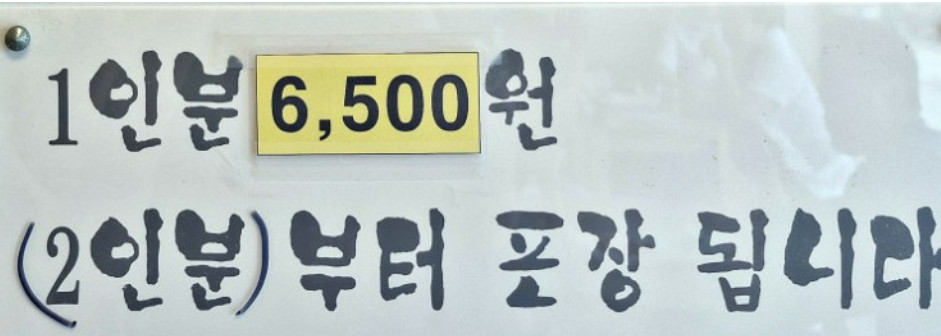 1인분 6,500원
(2인분)부터 포장 됩니다